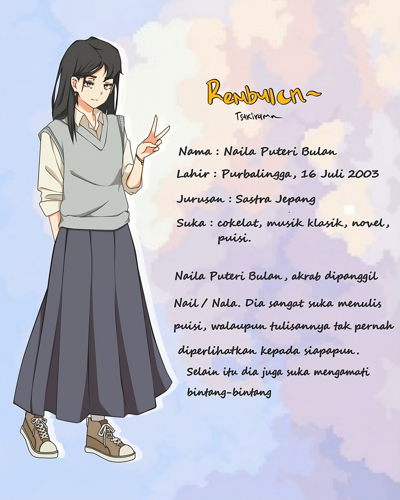 Rembulan~
Tsukiruma
Nama : Naila Puteri Bulan
Lahir : Purbalingga, 16 Juli 2003
Jurusan : Sastra Jepang
Suka : cokelat, musik klasik, novel,
puisi.
Naila Puteri Bulan, akrab dipanggil
Nail / Nala. Dia sangat suka menulis
puisi, walaupun tulisannya tak pernah
diperlihatkan kepada siapapun.
Selain itu dia juga suka mengamati
bintang-bintang